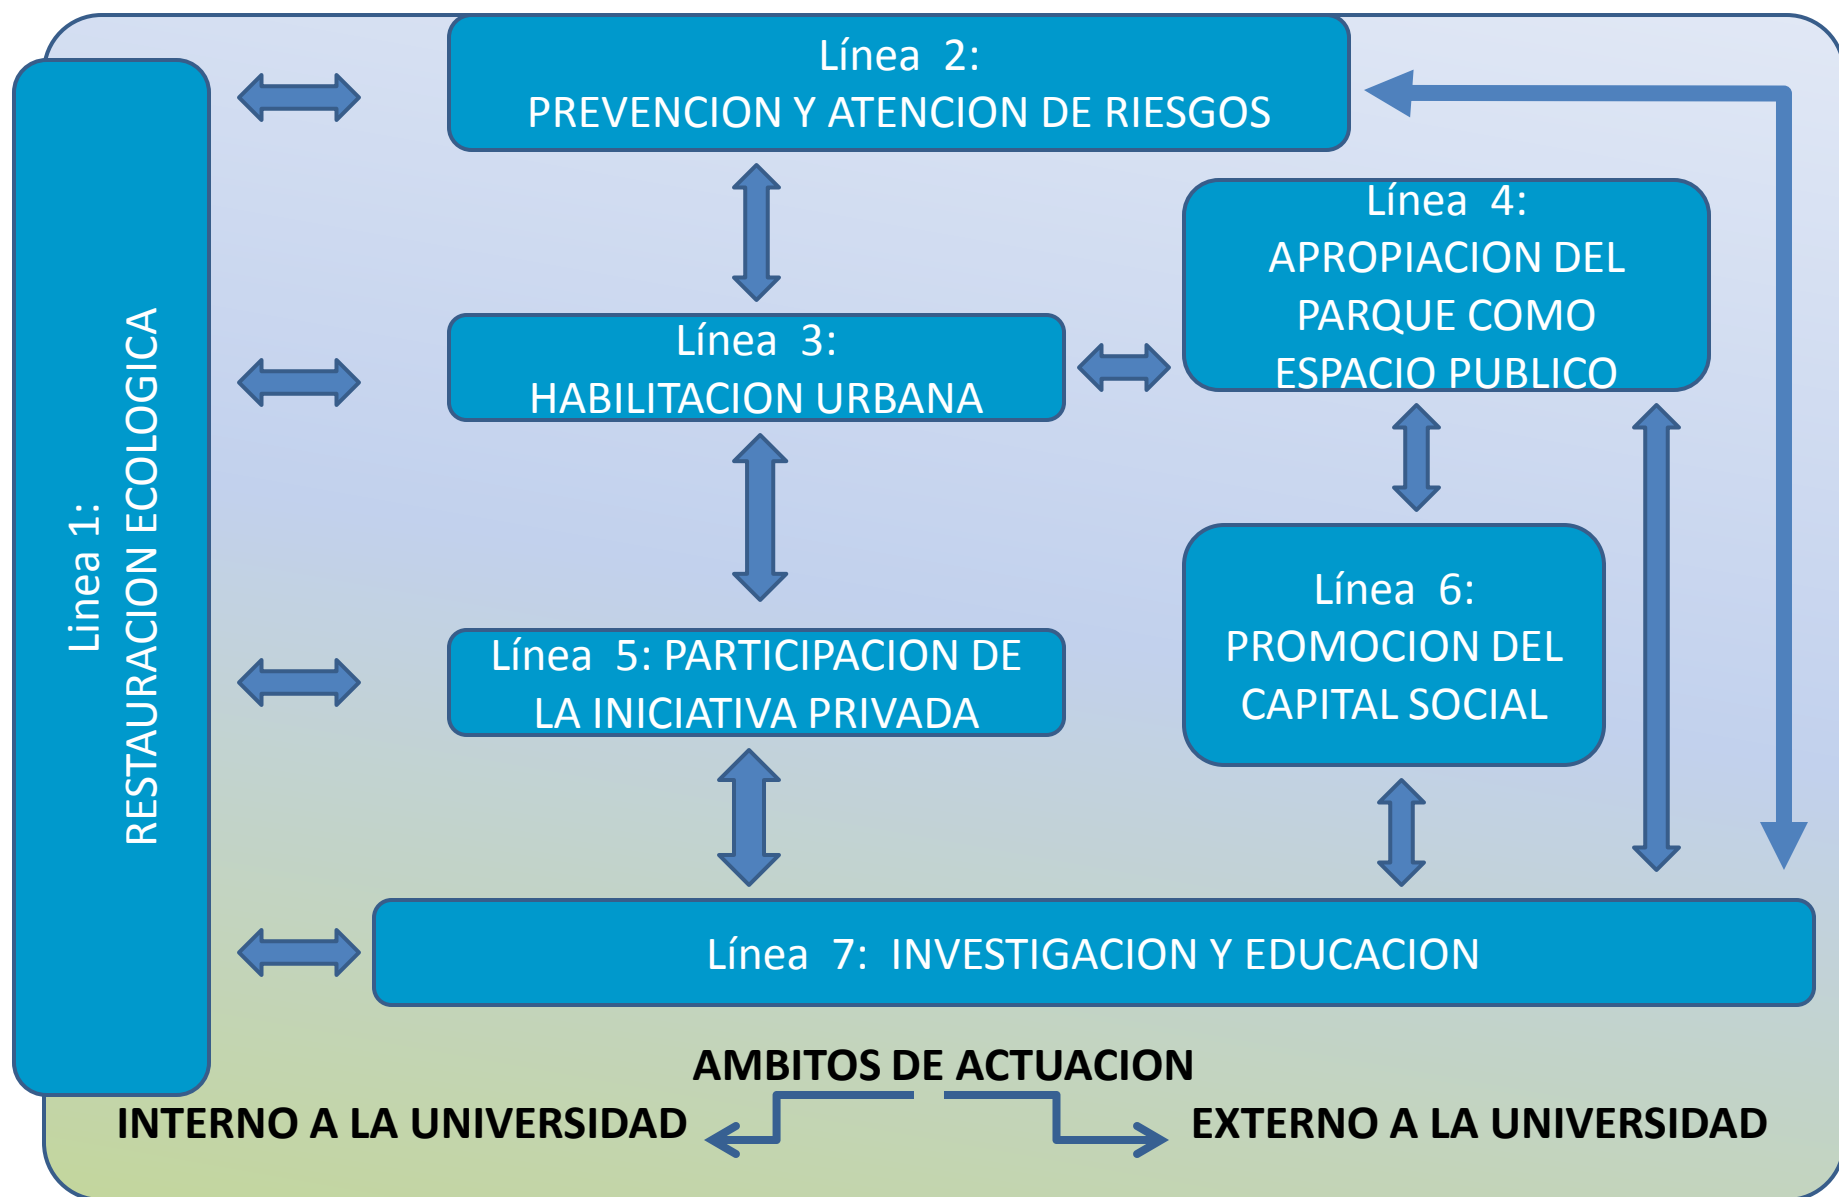 Linea 1:
RESTAURACION ECOLOGICA
Línea 2:
PREVENCION Y ATENCION DE RIESGOS
Línea 3:
HABILITACION URBANA
Línea 4:
APROPIACION DEL
PARQUE COMO
ESPACIO PUBLICO
Línea 5: PARTICIPACION DE
LA INICIATIVA PRIVADA
Línea 6:
PROMOCION DEL
CAPITAL SOCIAL
Línea 7: INVESTIGACION Y EDUCACION
AMBITOS DE ACTUACION
INTERNO A LA UNIVERSIDAD
EXTERNO A LA UNIVERSIDAD